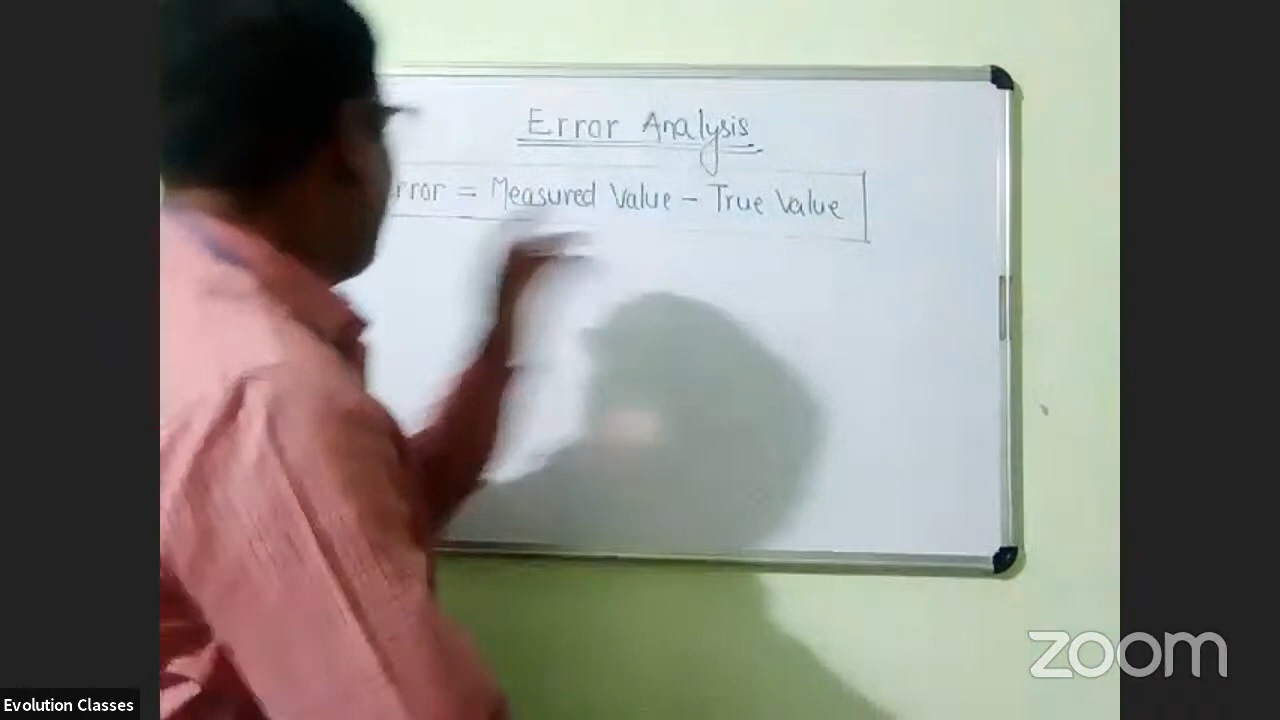 Error Analysis
rror = Measured Value - True Value
zoom
Evolution Classes